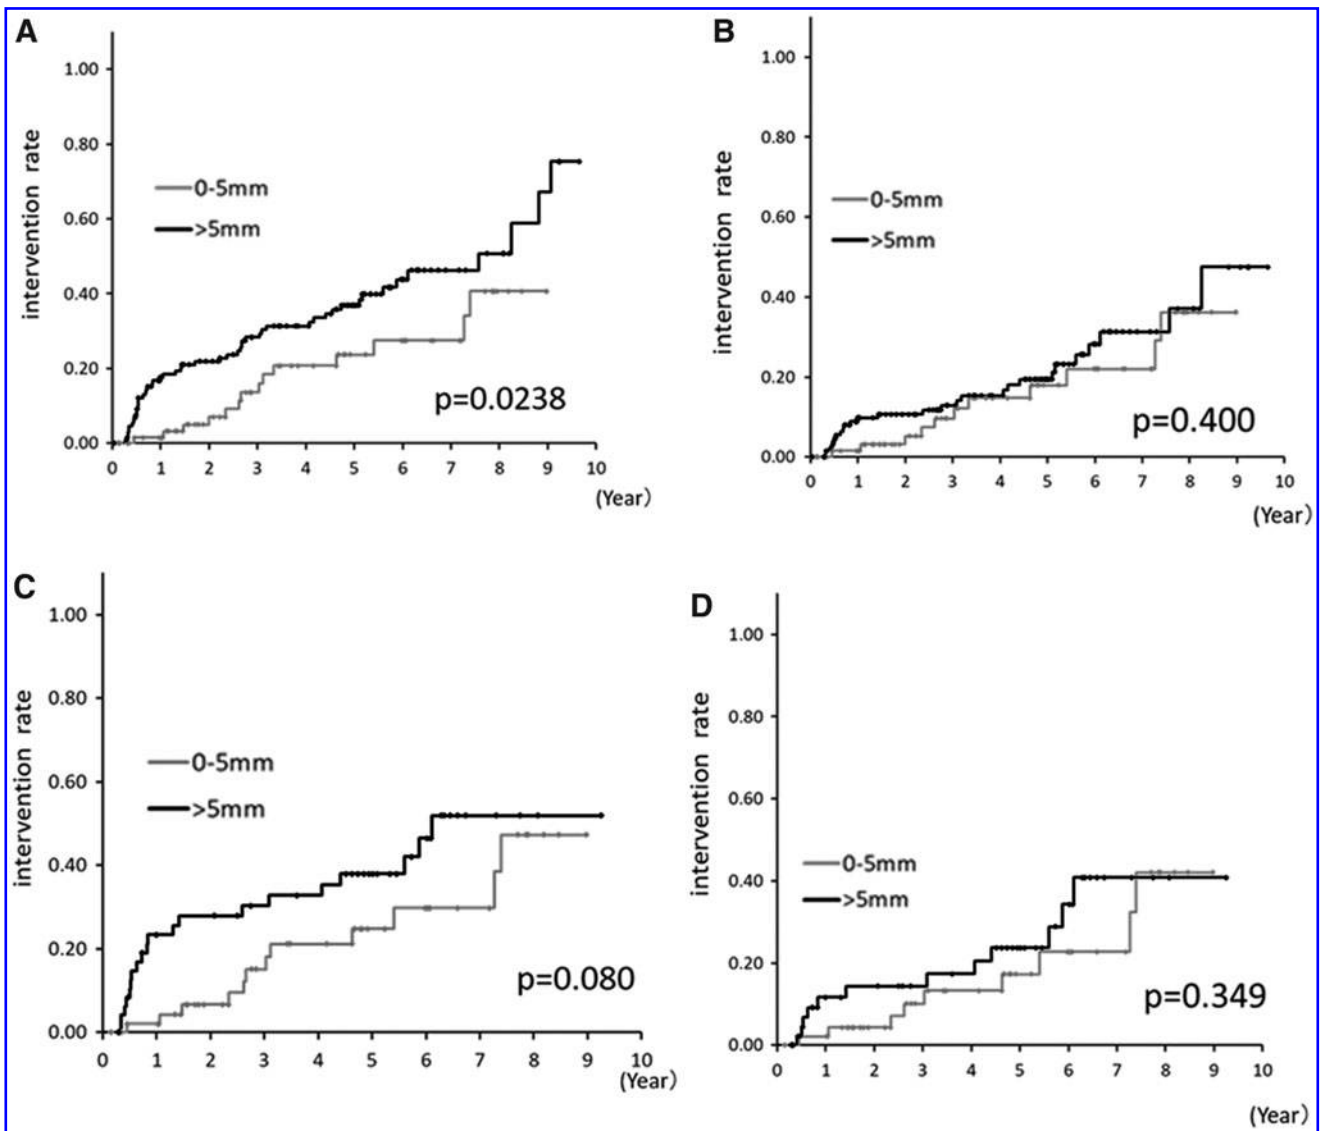 A
intervention rate
1.00
0.80
0.60
0.40
0.20
0.00
0-5mm
>5mm
p=0.0238
0 1 2 3 4 5 6 7 8 9 10
(Year)
B
intervention rate
1.00
0.80
0.60
0.40
0.20
0.00
0-5mm
>5mm
p=0.400
0 1 2 3 4 5 6 7 8 9 10
(Year)
C
intervention rate
1.00
0.80
0.60
0.40
0.20
0.00
0-5mm
>5mm
p=0.080
0 1 2 3 4 5 6 7 8 9 10
(Year)
D
intervention rate
1.00
0.80
0.60
0.40
0.20
0.00
0-5mm
>5mm
p=0.349
0 1 2 3 4 5 6 7 8 9 10
(Year)